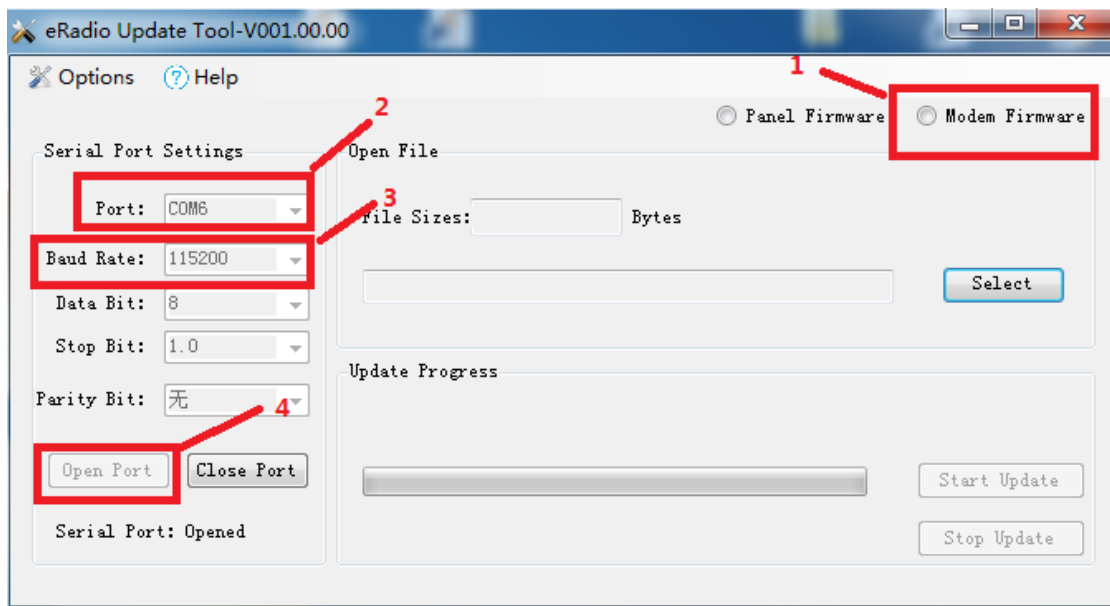 eRadio Update Tool-V001.00.00
Options Help
1
Panel Firmware Modem Firmware
2
Serial Port Settings
Port: COM6
3
Baud Rate: 115200
Data Bit: 8
Stop Bit: 1.0
Parity Bit: 无
4
Open Port Close Port
Serial Port: Opened
Open File
File Sizes: Bytes
Select
Update Progress
Start Update
Stop Update